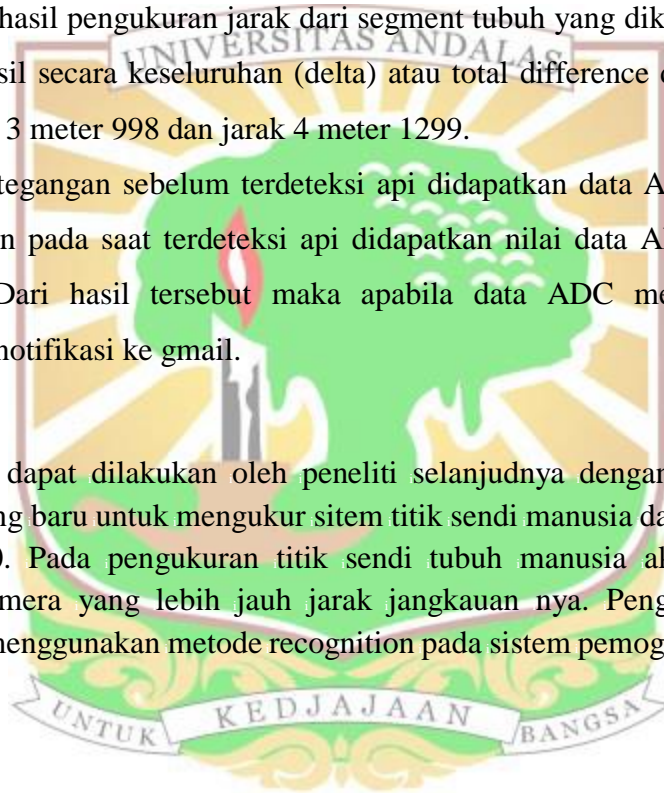 hasil pengukuran jarak dari segment tubuh yang dik
UNIVERSITAS ANDALAS
sil secara keseluruhan (delta) atau total difference
3 meter 998 dan jarak 4 meter 1299.
tegangan sebelum terdeteksi api didapatkan data A
n pada saat terdeteksi api didapatkan nilai data A
Dari hasil tersebut maka apabila data ADC me
notifikasi ke gmail.
dapat dilakukan oleh peneliti selanjudnya dengan
ng baru untuk mengukur sitem titik sendi manusia da
). Pada pengukuran titik sendi tubuh manusia a
mera yang lebih jauh jarak jangkauan nya. Peng
menggunakan metode recognition pada sistem pemog
UNTUK KEDJAJAAN BANGSA